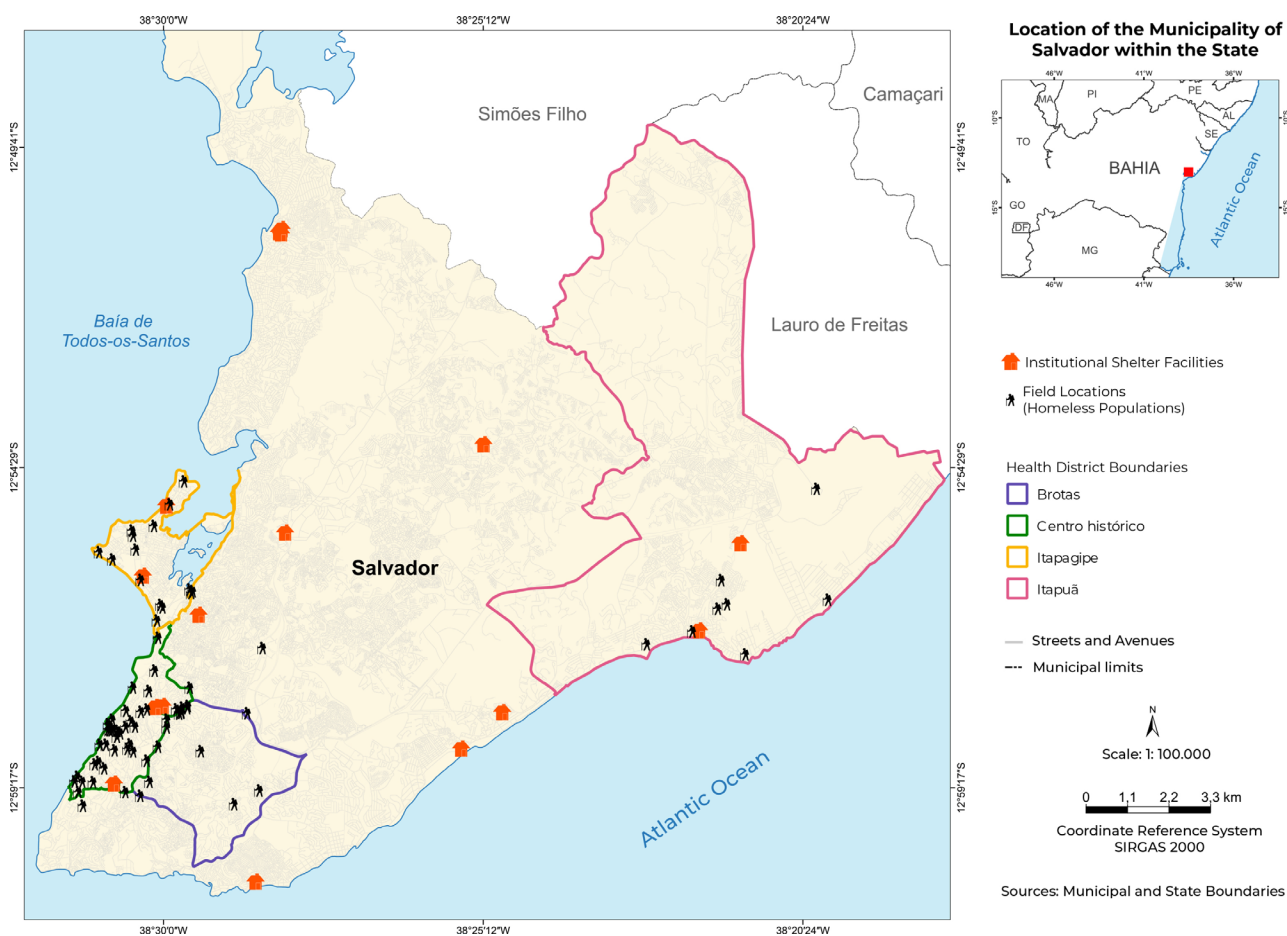 38°30'0"W
38°25'12"W
38°20'24"W
12°49'41"S
12°54'29"S
12°59'17"S
12°49'41"S
12°54'29"S
12°59'17"S
38°30'0"W
38°25'12"W
38°20'24"W
Simões Filho
Camaçari
Baía de
Todos-os-Santos
Lauro de Freitas
Salvador
Atlantic Ocean
Location of the Municipality of
Salvador within the State
46°W
41°W
36°W
MA
PI
PE
AL
SE
TO
BAHIA
GO
DF
MG
Atlantic Ocean
10°S
15°S
10°S
15°S
46°W
41°W
36°W
Institutional Shelter Facilities
Field Locations
(Homeless Populations)
Health District Boundaries
Brotas
Centro histórico
Itapagipe
Itapuã
Streets and Avenues
Municipal limits
N
Scale: 1: 100.000
0 1,1 2,2 3,3 km
Coordinate Reference System
SIRGAS 2000
Sources: Municipal and State Boundaries